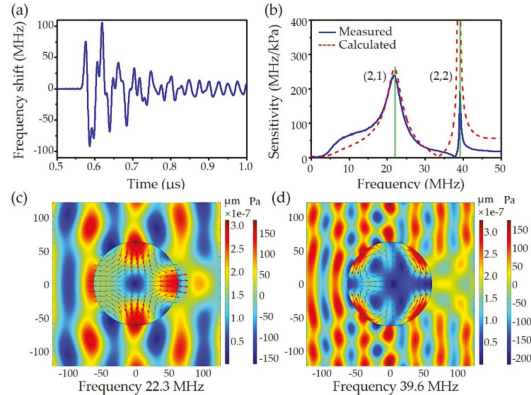 (a)
Frequency shift (MHz)
100
50
0
-50
-100
0.5 0.6 0.7 0.8 0.9 1.0
Time (μs)
(b)
Sensitivity (MHz/kPa)
400
300
200
100
0
Measured
Calculated
(2,1)
(2,2)
0 10 20 30 40 50
Frequency (MHz)
(c)
μm Pa
×1e-7
100
50
0
-50
-100
3.0
2.5
2.0
1.5
1.0
0.5
150
100
50
0
-50
-100
-150
-100 0 100
Frequency 22.3 MHz
(d)
μm Pa
×1e-7
100
50
0
-50
-100
3.0
2.5
2.0
1.5
1.0
0.5
150
100
50
0
-50
-100
-150
-200
-100 0 100
Frequency 39.6 MHz